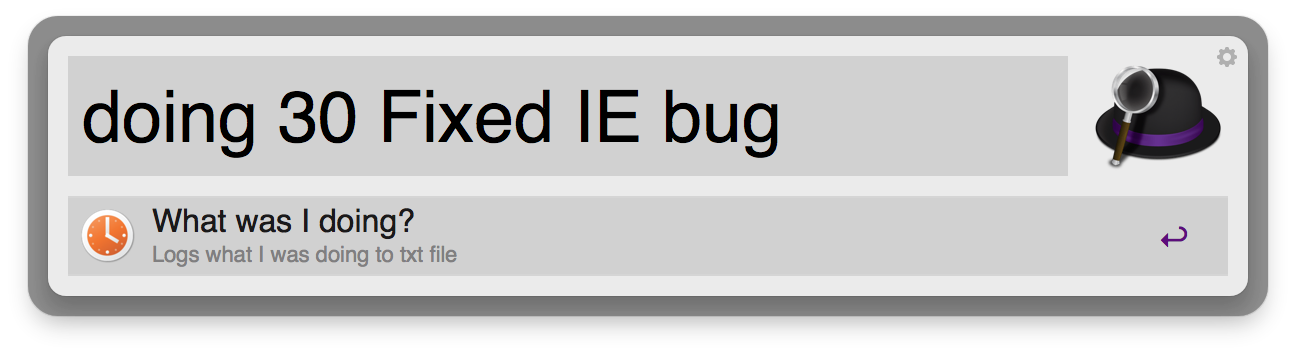 doing 30 Fixed IE bug
What was I doing?
Logs what I was doing to txt file